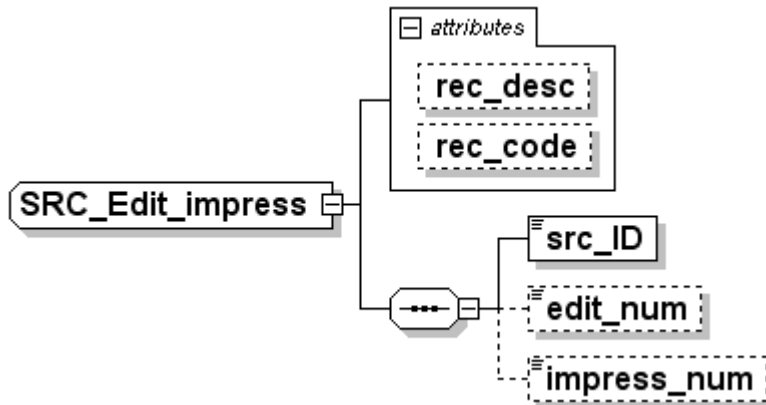 attributes
rec_desc
rec_code
SRC_Edit_impress
src_ID
edit_num
impress_num